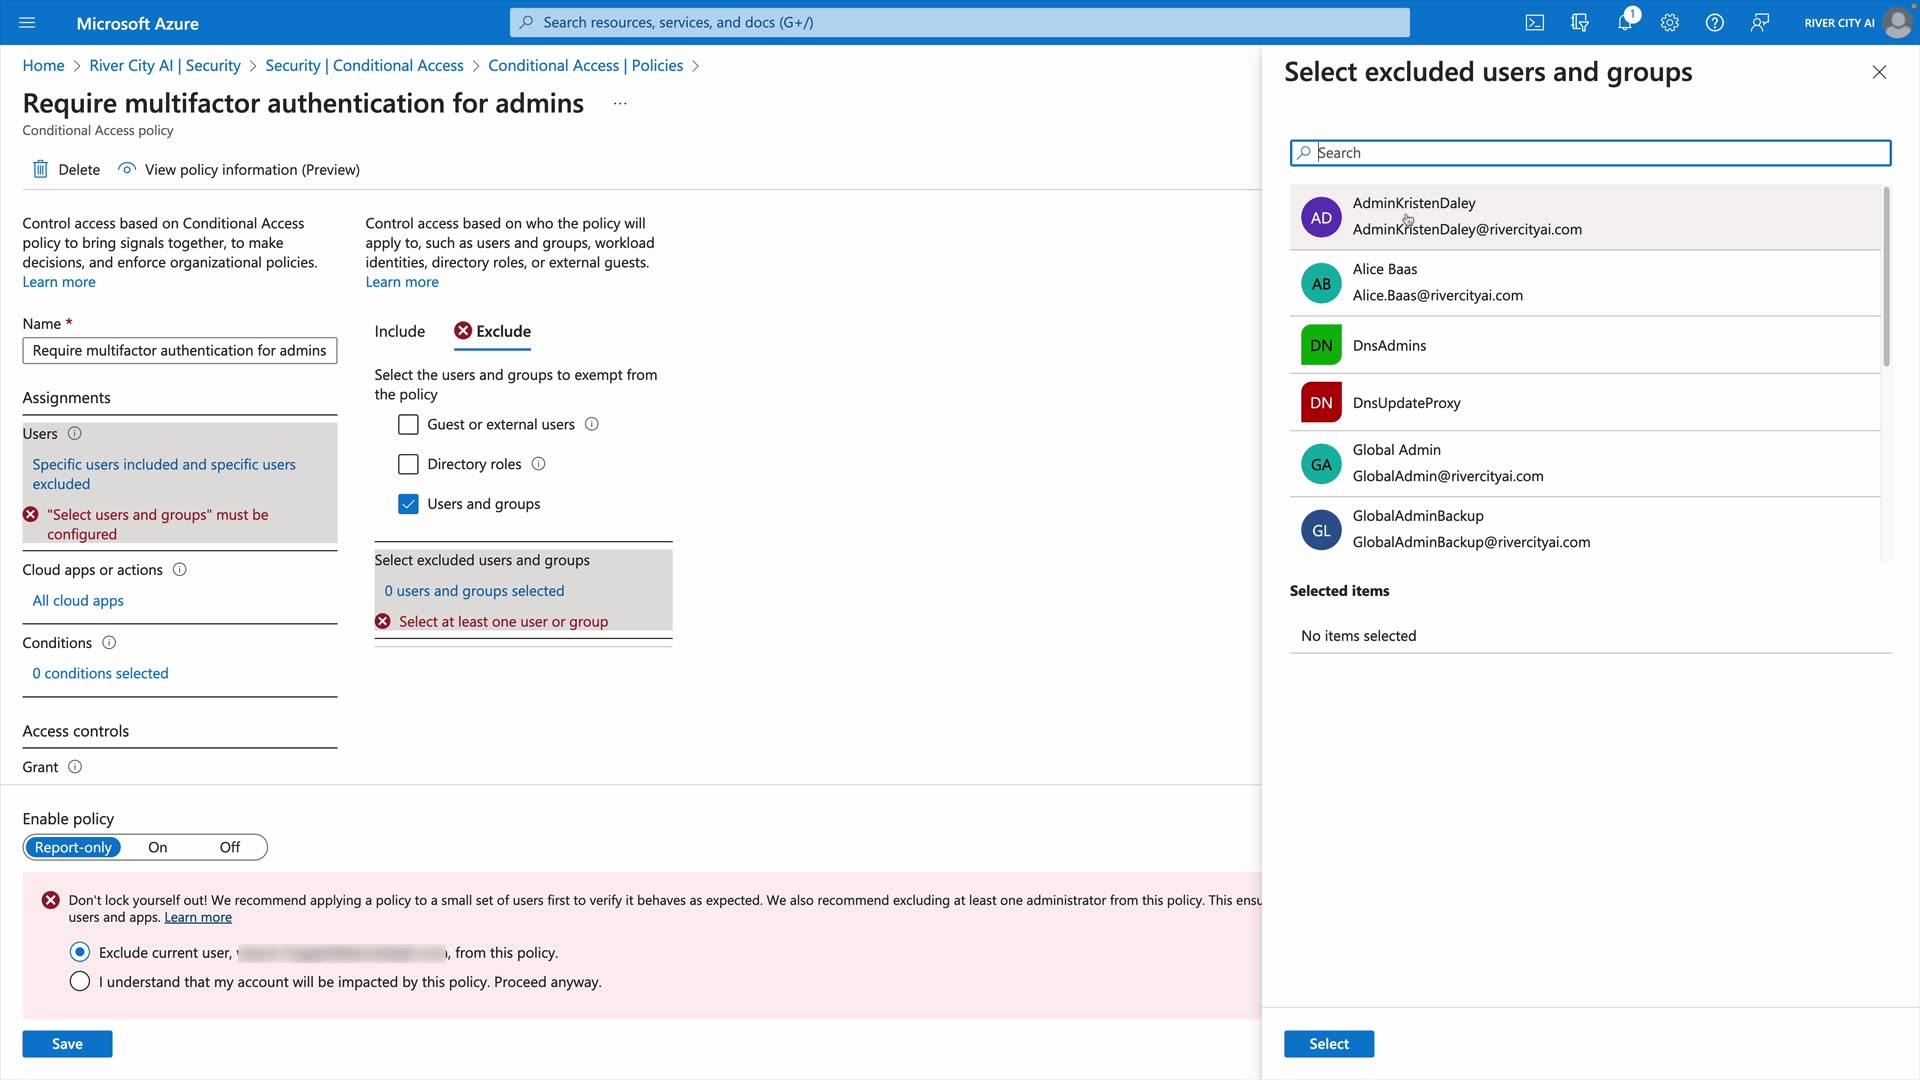 Microsoft Azure
Search resources, services, and docs (G+/)
1
RIVER CITY AI
Home > River City AI | Security > Security | Conditional Access > Conditional Access | Policies >
Require multifactor authentication for admins ...
Conditional Access policy
Delete
View policy information (Preview)
Control access based on Conditional Access
policy to bring signals together, to make
decisions, and enforce organizational policies.
Learn more
Name *
Require multifactor authentication for admins
Assignments
Users
Specific users included and specific users
excluded
"Select users and groups" must be
configured
Cloud apps or actions
All cloud apps
Conditions
0 conditions selected
Access controls
Grant
Control access based on who the policy will
apply to, such as users and groups, workload
identities, directory roles, or external guests.
Learn more
Include
Exclude
Select the users and groups to exempt from
the policy
Guest or external users
Directory roles
Users and groups
Select excluded users and groups
0 users and groups selected
Select at least one user or group
Enable policy
Report-only On Off
Don't lock yourself out! We recommend applying a policy to a small set of users first to verify it behaves as expected. We also recommend excluding at least one administrator from this policy. This ensu
users and apps. Learn more
Exclude current user, , from this policy.
I understand that my account will be impacted by this policy. Proceed anyway.
Save
Select excluded users and groups
Search
AD
AdminKristenDaley
AdminKristenDaley@rivercityai.com
AB
Alice Baas
Alice.Baas@rivercityai.com
DN
DnsAdmins
DN
DnsUpdateProxy
GA
Global Admin
GlobalAdmin@rivercityai.com
GL
GlobalAdminBackup
GlobalAdminBackup@rivercityai.com
Selected items
No items selected
Select